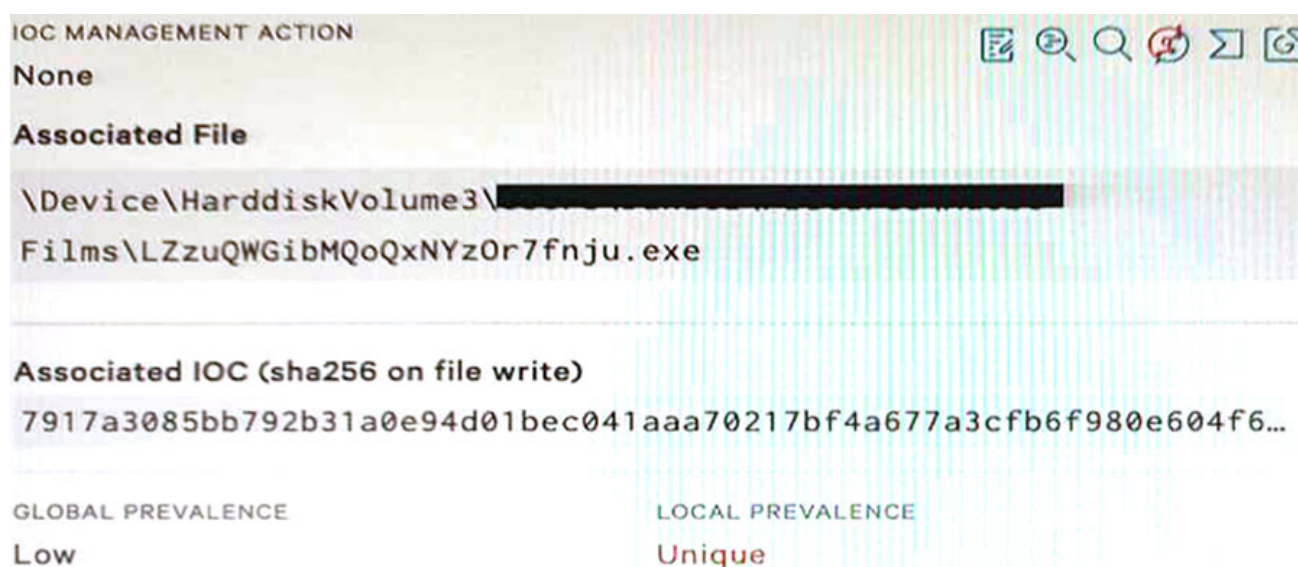 IOC MANAGEMENT ACTION
None
Associated File
\Device\HarddiskVolume3\
Films\LZzuQWGibMQoQxNYzOr7fnju.exe
Associated IOC (sha256 on file write)
7917a3085bb792b31a0e94d01bec041aaa70217bf4a677a3cfb6f980e604f6…
GLOBAL PREVALENCE
LOCAL PREVALENCE
Low
Unique